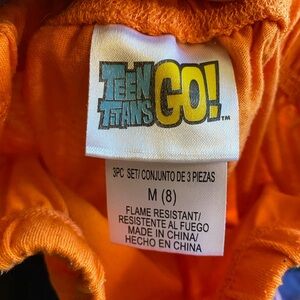 TEEN
TITANS
GO!
TM
3PC SET/CONJUNTO DE 3 PIEZAS
M (8)
FLAME RESISTANT/
RESISTENTE AL FUEGO
MADE IN CHINA/
HECHO EN CHINA